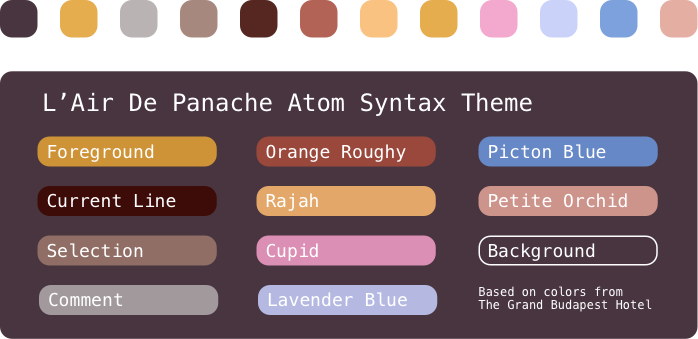 L’Air De Panache Atom Syntax Theme
Foreground
Orange Roughy
Picton Blue
Current Line
Rajah
Petite Orchid
Selection
Cupid
Background
Comment
Lavender Blue
Based on colors from
The Grand Budapest Hotel